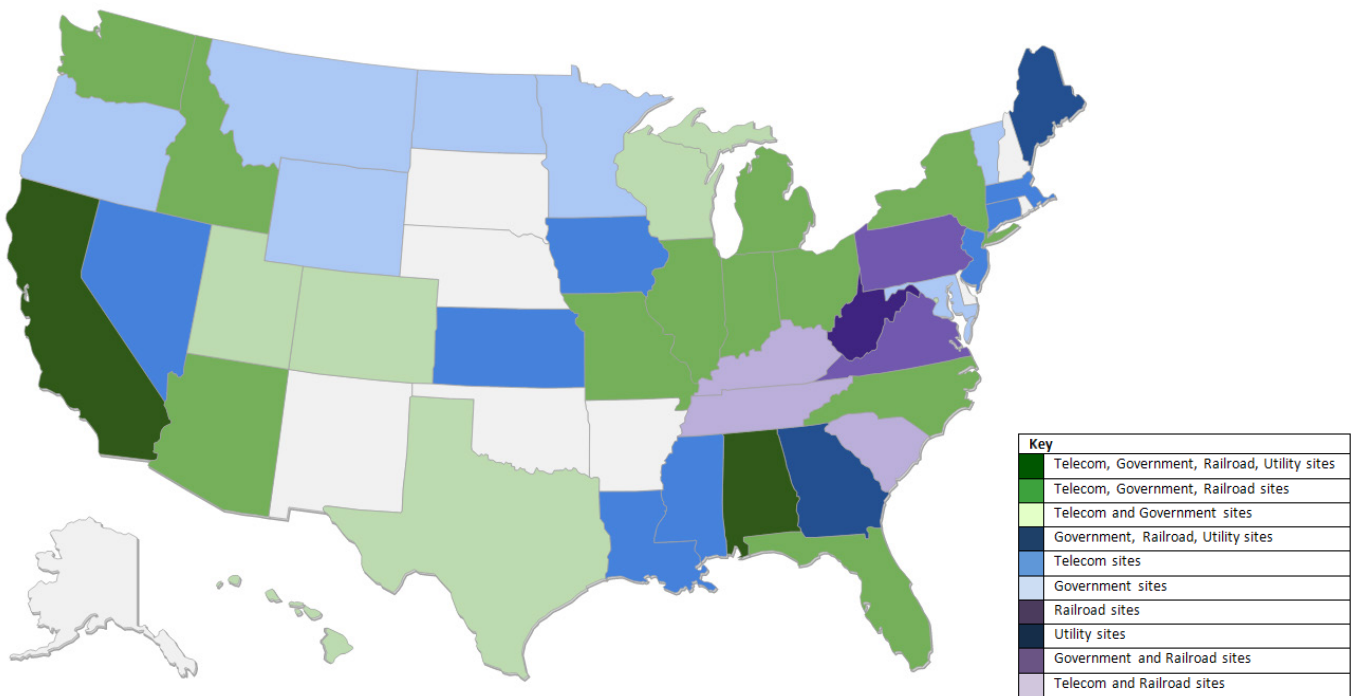 Key
Telecom, Government, Railroad, Utility sites
Telecom, Government, Railroad sites
Telecom and Government sites
Government, Railroad, Utility sites
Telecom sites
Government sites
Railroad sites
Utility sites
Government and Railroad sites
Telecom and Railroad sites